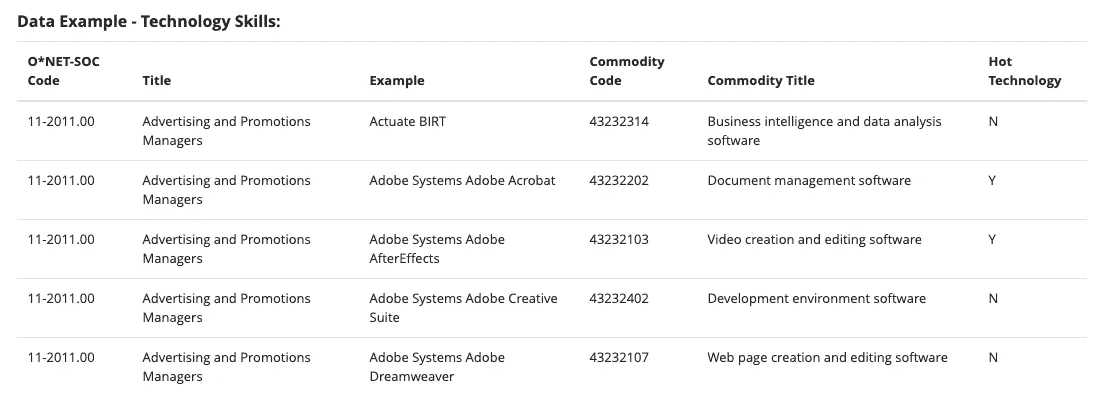 Data Example - Technology Skills:
O*NET-SOC Code Title Example Commodity Code Commodity Title Hot Technology
11-2011.00 Advertising and Promotions Managers Actuate BIRT 43232314 Business intelligence and data analysis software N
11-2011.00 Advertising and Promotions Managers Adobe Systems Adobe Acrobat 43232202 Document management software Y
11-2011.00 Advertising and Promotions Managers Adobe Systems Adobe AfterEffects 43232103 Video creation and editing software Y
11-2011.00 Advertising and Promotions Managers Adobe Systems Adobe Creative Suite 43232402 Development environment software N
11-2011.00 Advertising and Promotions Managers Adobe Systems Adobe Dreamweaver 43232107 Web page creation and editing software N